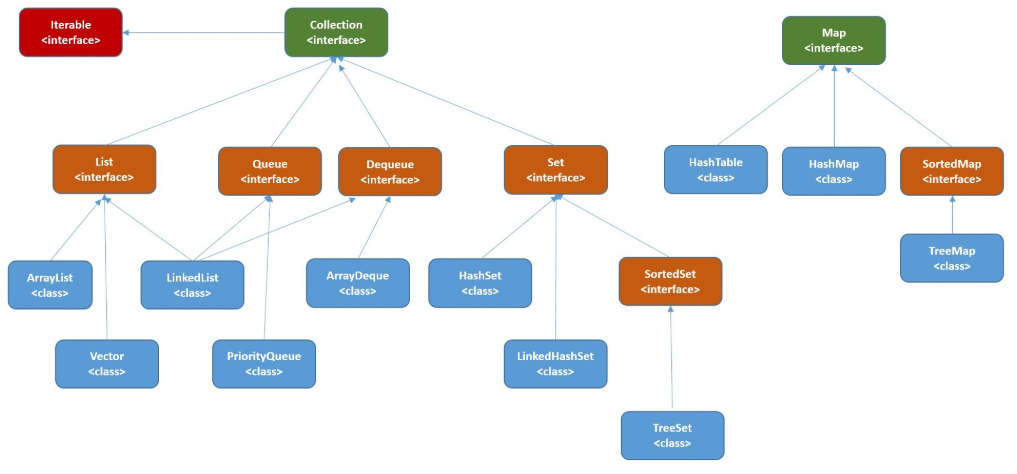 Iterable
<interface>
Collection
<interface>
Map
<interface>
List
<interface>
Queue
<interface>
Dequeue
<interface>
Set
<interface>
HashTable
<class>
HashMap
<class>
SortedMap
<interface>
ArrayList
<class>
LinkedList
<class>
ArrayDeque
<class>
HashSet
<class>
SortedSet
<interface>
TreeMap
<class>
Vector
<class>
PriorityQueue
<class>
LinkedHashSet
<class>
TreeSet
<class>